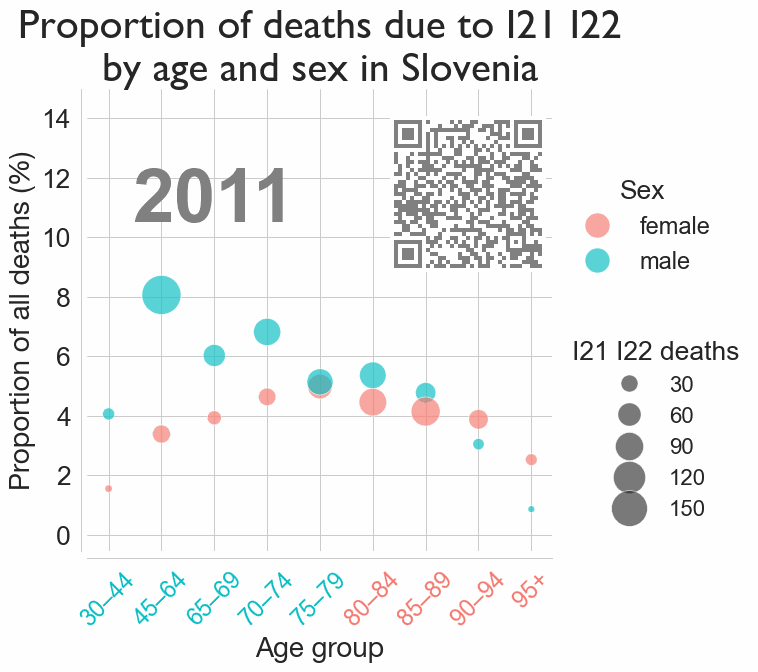 Proportion of deaths due to I21 I22
by age and sex in Slovenia
Proportion of all deaths (%)
14
12
10
8
6
4
2
0
2011
30–44
45–64
65–69
70–74
75–79
80–84
85–89
90–94
95+
Age group
Sex
female
male
I21 I22 deaths
30
60
90
120
150